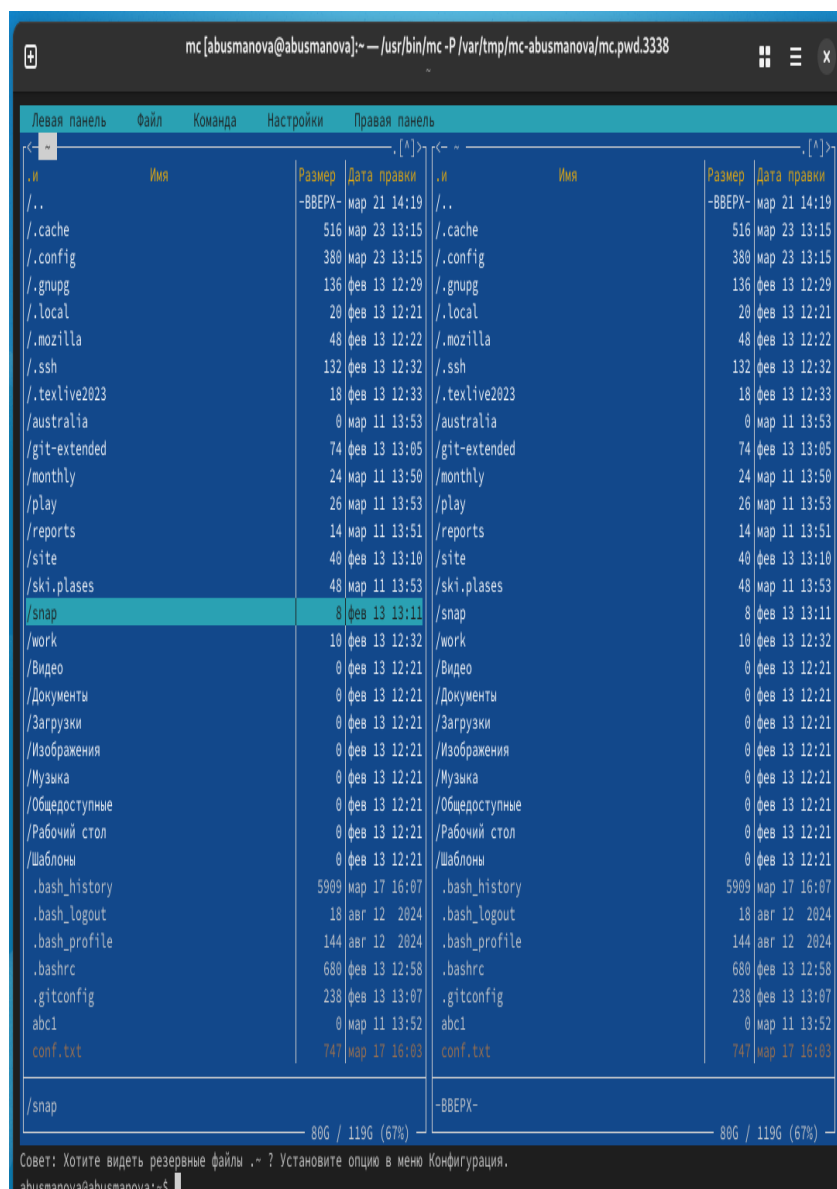 mc [abusmanova@abusmanova]:~ — /usr/bin/mc -P /var/tmp/mc-abusmanova/mc.pwd.3338
~
Левая панель Файл Команда Настройки Правая панель
<— ~ .[^]> <— ~ .[^]>
.и Имя Размер Дата правки .и Имя Размер Дата правки
/.. -ВВЕРХ- мар 21 14:19 /.. -ВВЕРХ- мар 21 14:19
/.cache 516 мар 23 13:15 /.cache 516 мар 23 13:15
/.config 380 мар 23 13:15 /.config 380 мар 23 13:15
/.gnupg 136 фев 13 12:29 /.gnupg 136 фев 13 12:29
/.local 20 фев 13 12:21 /.local 20 фев 13 12:21
/.mozilla 48 фев 13 12:22 /.mozilla 48 фев 13 12:22
/.ssh 132 фев 13 12:32 /.ssh 132 фев 13 12:32
/.texlive2023 18 фев 13 12:33 /.texlive2023 18 фев 13 12:33
/australia 0 мар 11 13:53 /australia 0 мар 11 13:53
/git-extended 74 фев 13 13:05 /git-extended 74 фев 13 13:05
/monthly 24 мар 11 13:50 /monthly 24 мар 11 13:50
/play 26 мар 11 13:53 /play 26 мар 11 13:53
/reports 14 мар 11 13:51 /reports 14 мар 11 13:51
/site 40 фев 13 13:10 /site 40 фев 13 13:10
/ski.plases 48 мар 11 13:53 /ski.plases 48 мар 11 13:53
/snap 8 фев 13 13:11 /snap 8 фев 13 13:11
/work 10 фев 13 12:32 /work 10 фев 13 12:32
/Видео 0 фев 13 12:21 /Видео 0 фев 13 12:21
/Документы 0 фев 13 12:21 /Документы 0 фев 13 12:21
/Загрузки 0 фев 13 12:21 /Загрузки 0 фев 13 12:21
/Изображения 0 фев 13 12:21 /Изображения 0 фев 13 12:21
/Музыка 0 фев 13 12:21 /Музыка 0 фев 13 12:21
/Общедоступные 0 фев 13 12:21 /Общедоступные 0 фев 13 12:21
/Рабочий стол 0 фев 13 12:21 /Рабочий стол 0 фев 13 12:21
/Шаблоны 0 фев 13 12:21 /Шаблоны 0 фев 13 12:21
.bash_history 5909 мар 17 16:07 .bash_history 5909 мар 17 16:07
.bash_logout 18 авг 12 2024 .bash_logout 18 авг 12 2024
.bash_profile 144 авг 12 2024 .bash_profile 144 авг 12 2024
.bashrc 680 фев 13 12:58 .bashrc 680 фев 13 12:58
.gitconfig 238 фев 13 13:07 .gitconfig 238 фев 13 13:07
abc1 0 мар 11 13:52 abc1 0 мар 11 13:52
conf.txt 747 мар 17 16:03 conf.txt 747 мар 17 16:03
/snap -ВВЕРХ-
80G / 119G (67%) 80G / 119G (67%)
Совет: Хотите видеть резервные файлы .~ ? Установите опцию в меню Конфигурация.
abusmanova@abusmanova:~$